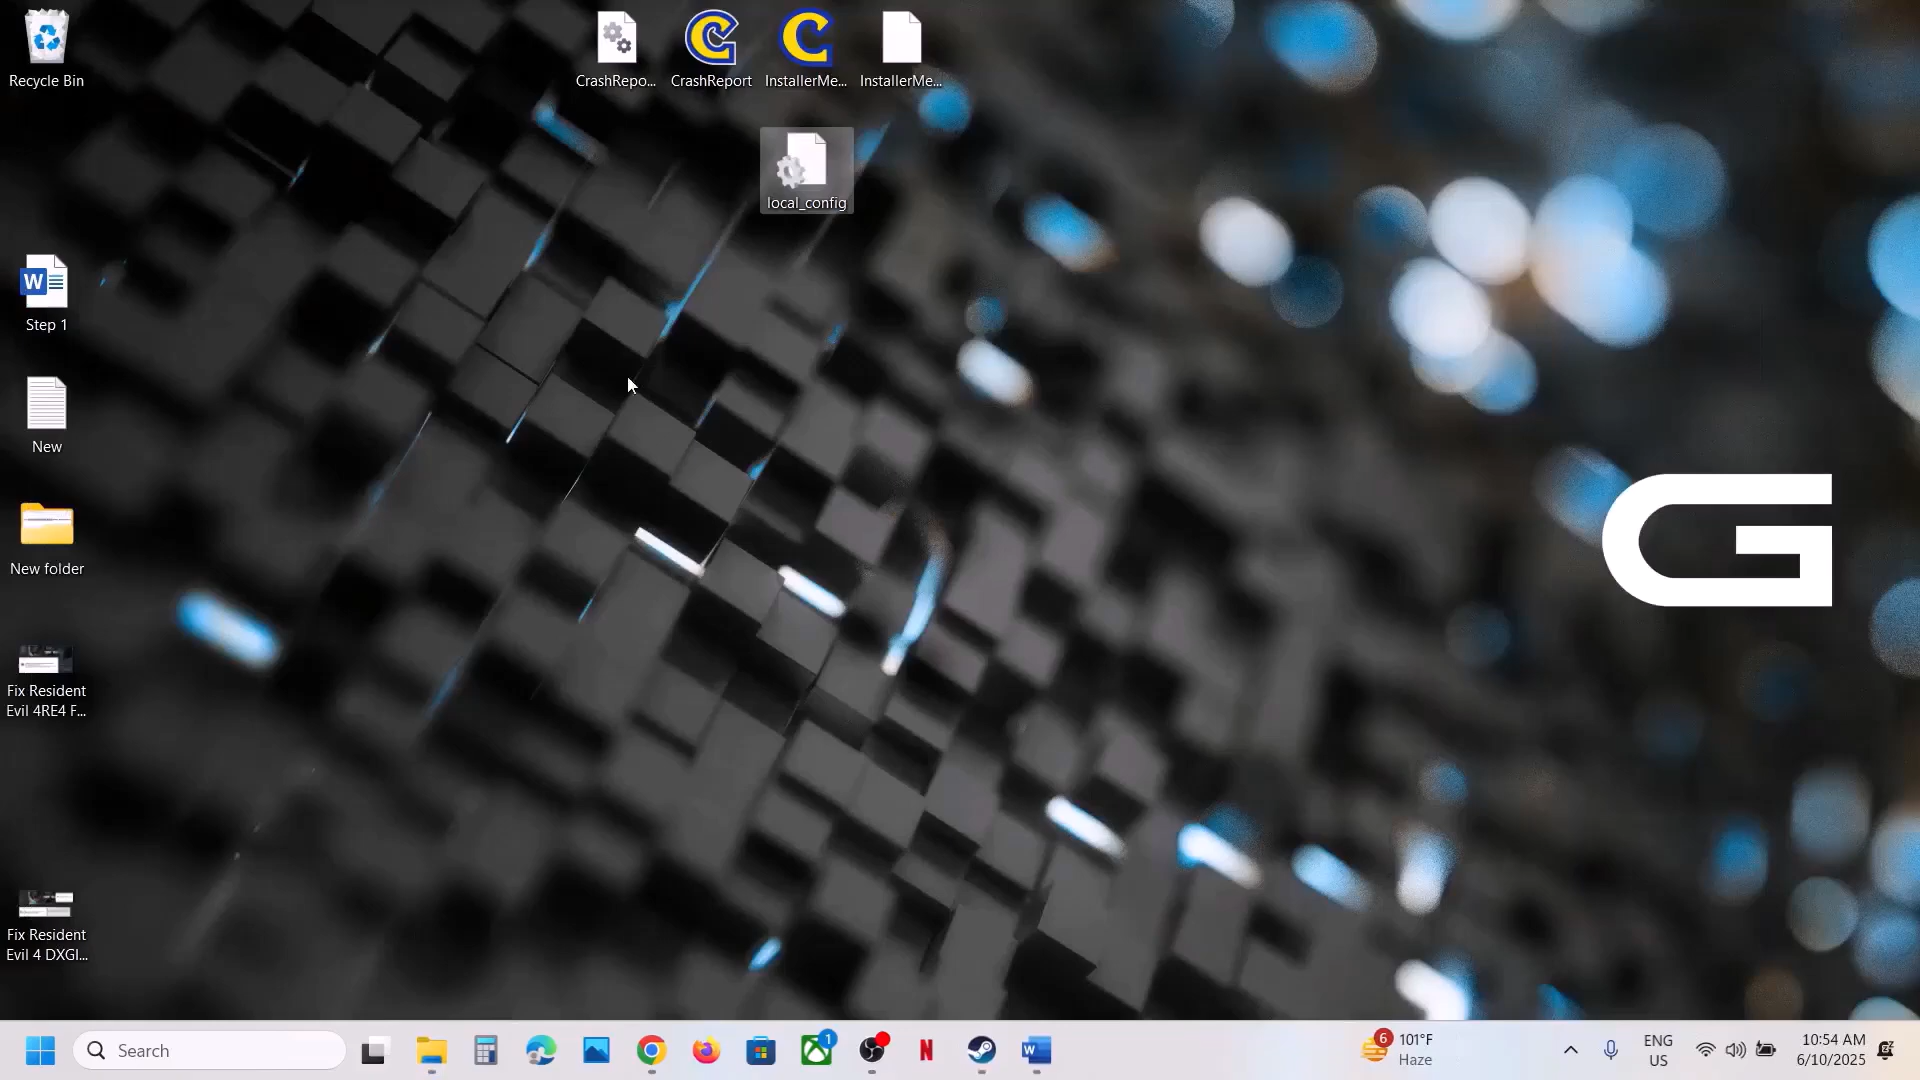 Recycle Bin
CrashRepo...
CrashReport
InstallerMe...
InstallerMe...
local_config
Step 1
New
New folder
Fix Resident
Evil 4RE4 F...
Fix Resident
Evil 4 DXGI...
G
Search
1
6
101°F
Haze
ENG
US
10:54 AM
6/10/2025